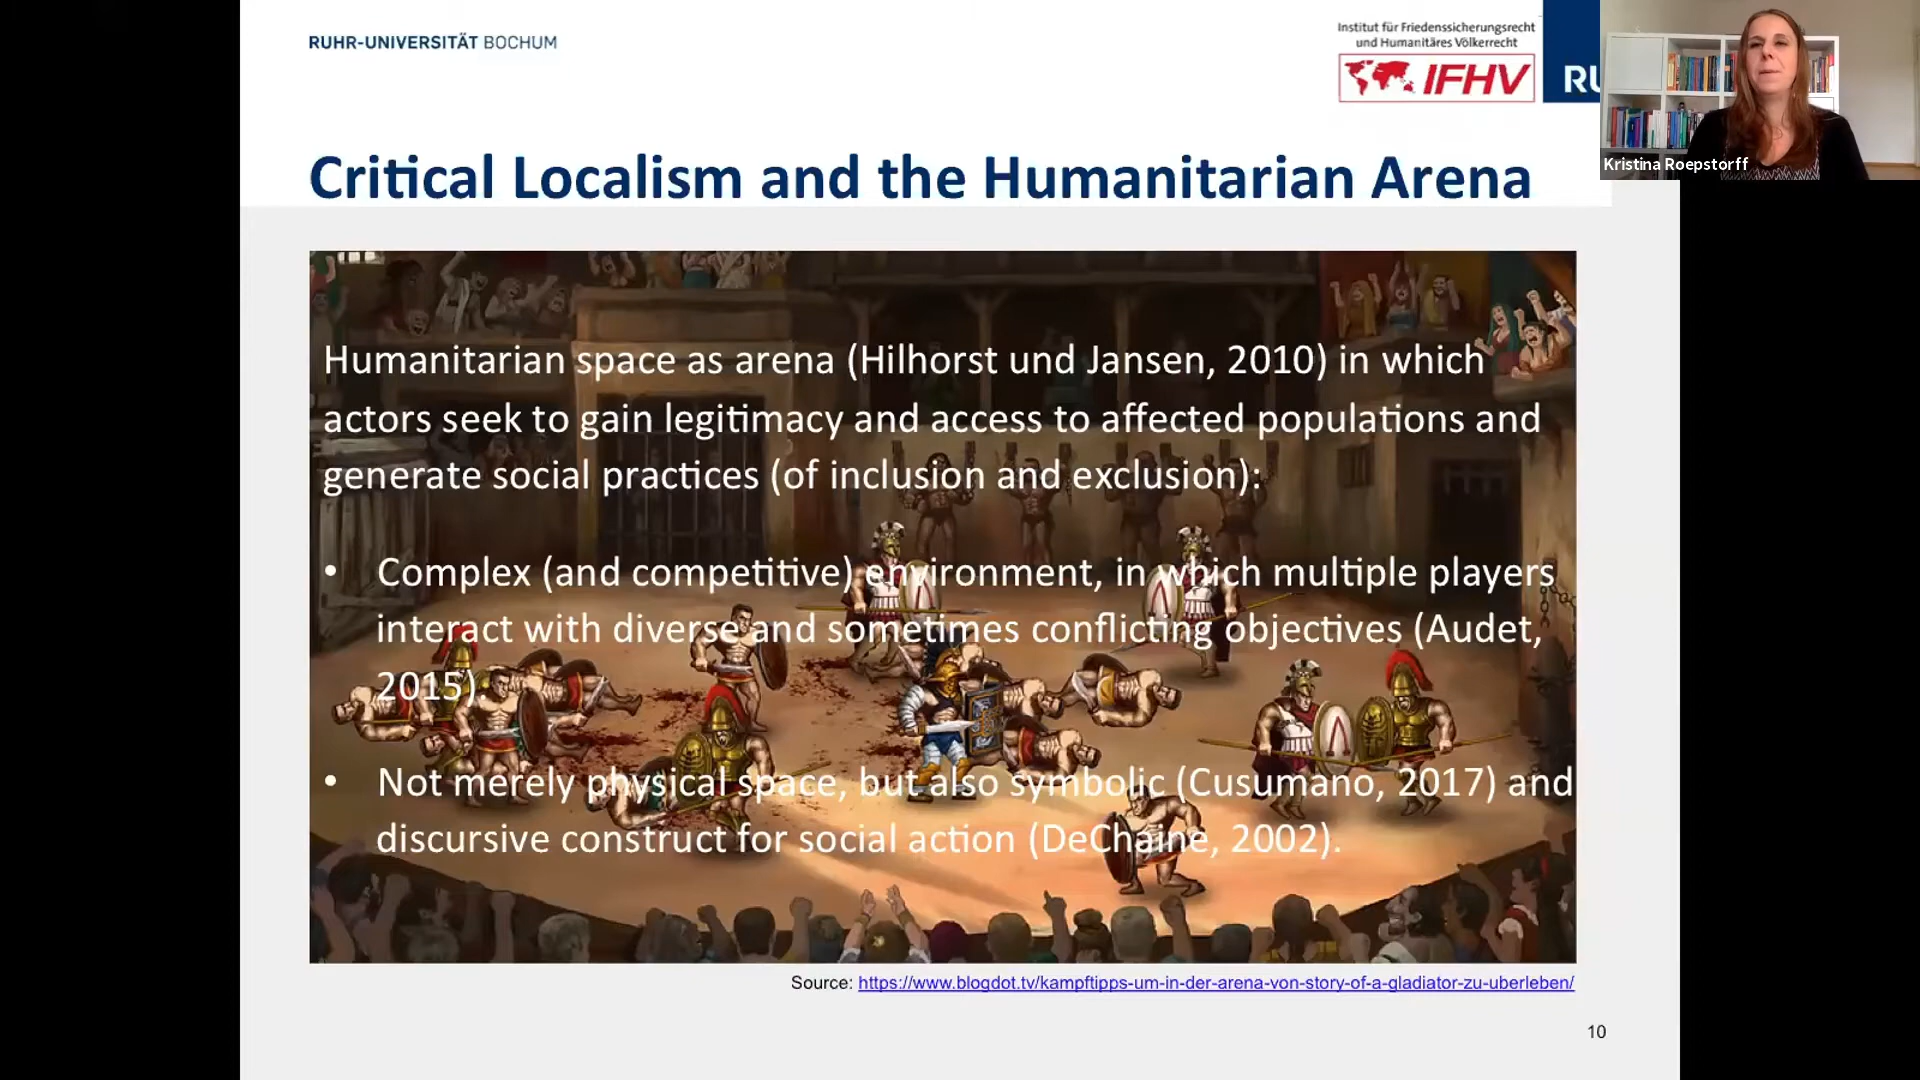 RUHR-UNIVERSITÄT BOCHUM
Institut für Friedenssicherungsrecht
und Humanitäres Völkerrecht
IFHV
Kristina Roepstorff
Critical Localism and the Humanitarian Arena
Humanitarian space as arena (Hilhorst und Jansen, 2010) in which
actors seek to gain legitimacy and access to affected populations and
generate social practices (of inclusion and exclusion):
• Complex (and competitive) environment, in which multiple players
interact with diverse and sometimes conflicting objectives (Audet,
2015).
• Not merely physical space, but also symbolic (Cusumano, 2017) and
discursive construct for social action (DeChaine, 2002).
Source: https://www.blogdot.tv/kampftipps-um-in-der-arena-von-story-of-a-gladiator-zu-uberleben/
10